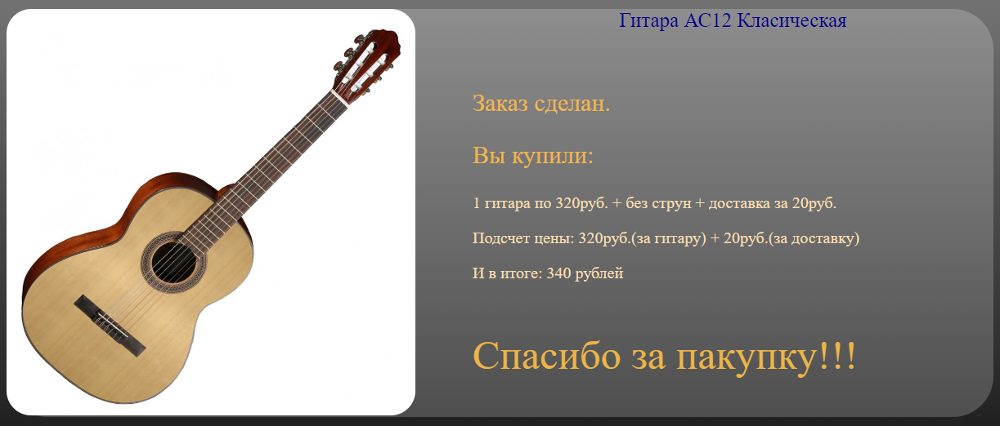 Гитара АС12 Класическая
Заказ сделан.
Вы купили:
1 гитара по 320руб. + без струн + доставка за 20руб.
Подсчет цены: 320руб.(за гитару) + 20руб.(за доставку)
И в итоге: 340 рублей
Спасибо за пакупку!!!